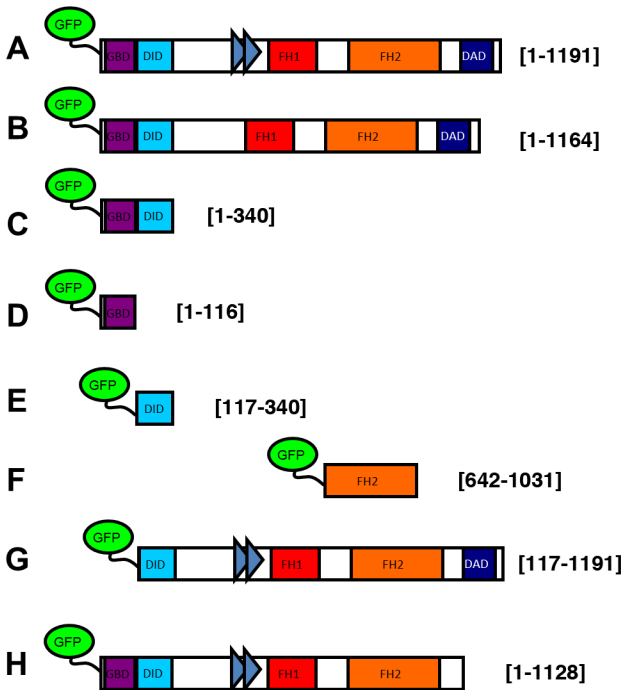 GFP
A GBD DID FH1 FH2 DAD [1-1191]
GFP
B GBD DID FH1 FH2 DAD [1-1164]
GFP
C GBD DID [1-340]
GFP
D GBD [1-116]
GFP
E DID [117-340]
GFP
F FH2 [642-1031]
GFP
G DID FH1 FH2 DAD [117-1191]
GFP
H GBD DID FH1 FH2 [1-1128]